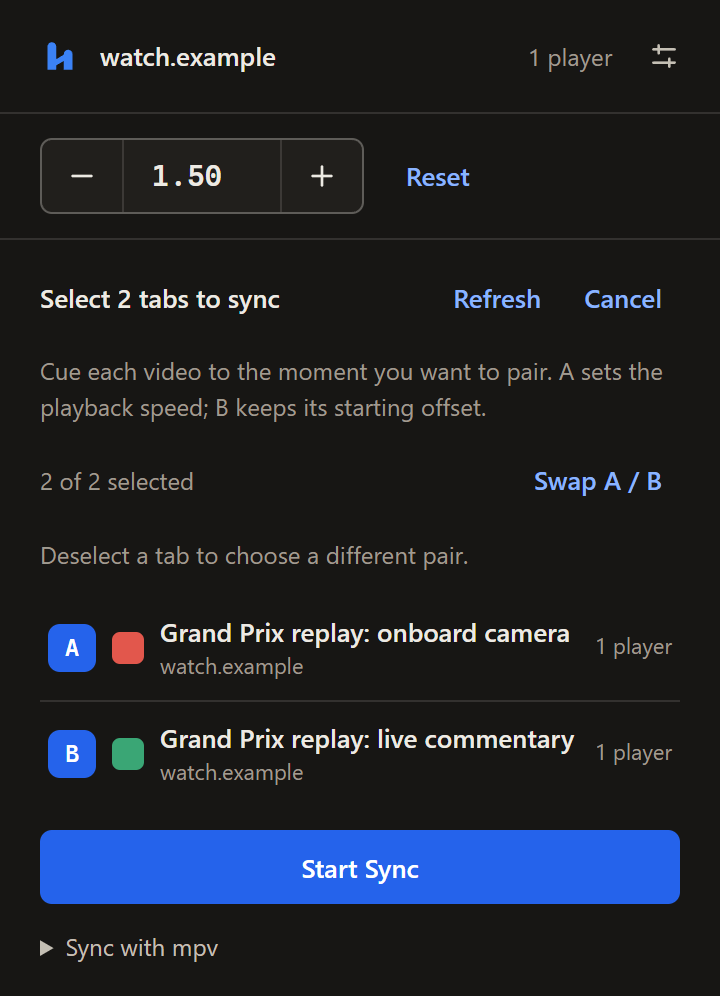 watch.example
1 player
− 1.50 +
Reset
Select 2 tabs to sync
Refresh
Cancel
Cue each video to the moment you want to pair. A sets the
playback speed; B keeps its starting offset.
2 of 2 selected
Swap A / B
Deselect a tab to choose a different pair.
A
Grand Prix replay: onboard camera
watch.example
1 player
B
Grand Prix replay: live commentary
watch.example
1 player
Start Sync
Sync with mpv